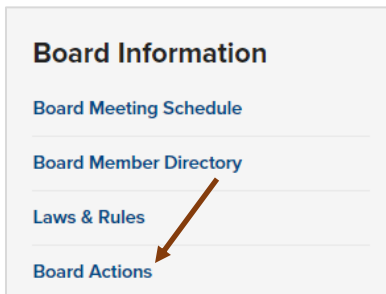 Board Information
Board Meeting Schedule
Board Member Directory
Laws & Rules
Board Actions